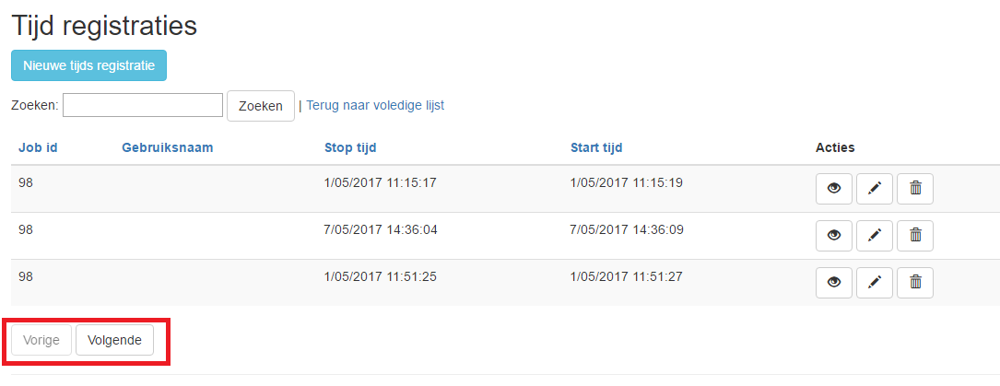 Tijd registraties
Nieuwe tijds registratie
Zoeken: Zoeken | Terug naar voledige lijst
Job id Gebruiksnaam Stop tijd Start tijd Acties
98 1/05/2017 11:15:17 1/05/2017 11:15:19
98 7/05/2017 14:36:04 7/05/2017 14:36:09
98 1/05/2017 11:51:25 1/05/2017 11:51:27
Vorige Volgende